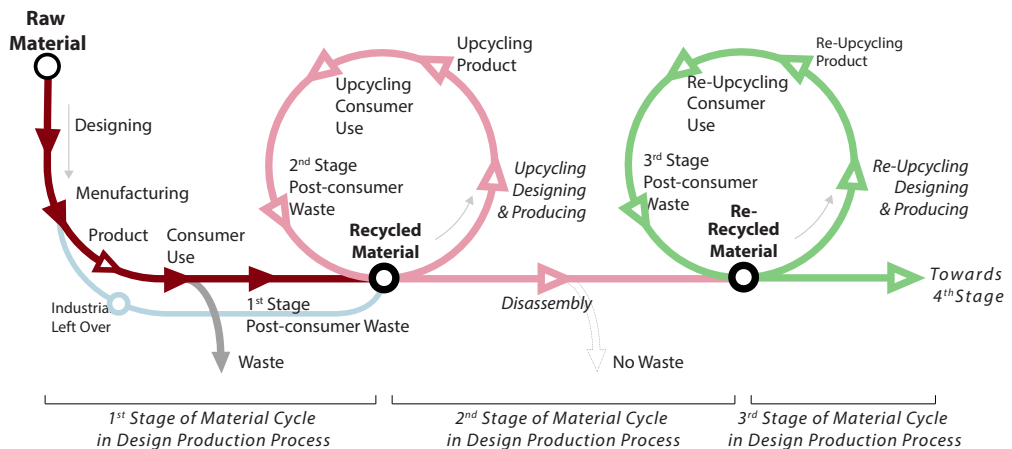 Raw
Material
Designing
Menufacturing
Product
Consumer
Use
Industrial
Left Over
1st Stage
Post-consumer Waste
Waste
Upcycling
Product
Upcycling
Consumer
Use
2nd Stage
Post-consumer
Waste
Recycled
Material
Upcycling
Designing
& Producing
Disassembly
No Waste
Re-Upcycling
Product
Re-Upcycling
Consumer
Use
3rd Stage
Post-consumer
Waste
Re-
Recycled
Material
Re-Upcycling
Designing
& Producing
Towards
4th Stage
1st Stage of Material Cycle
in Design Production Process
2nd Stage of Material Cycle
in Design Production Process
3rd Stage of Material Cycle
in Design Production Process